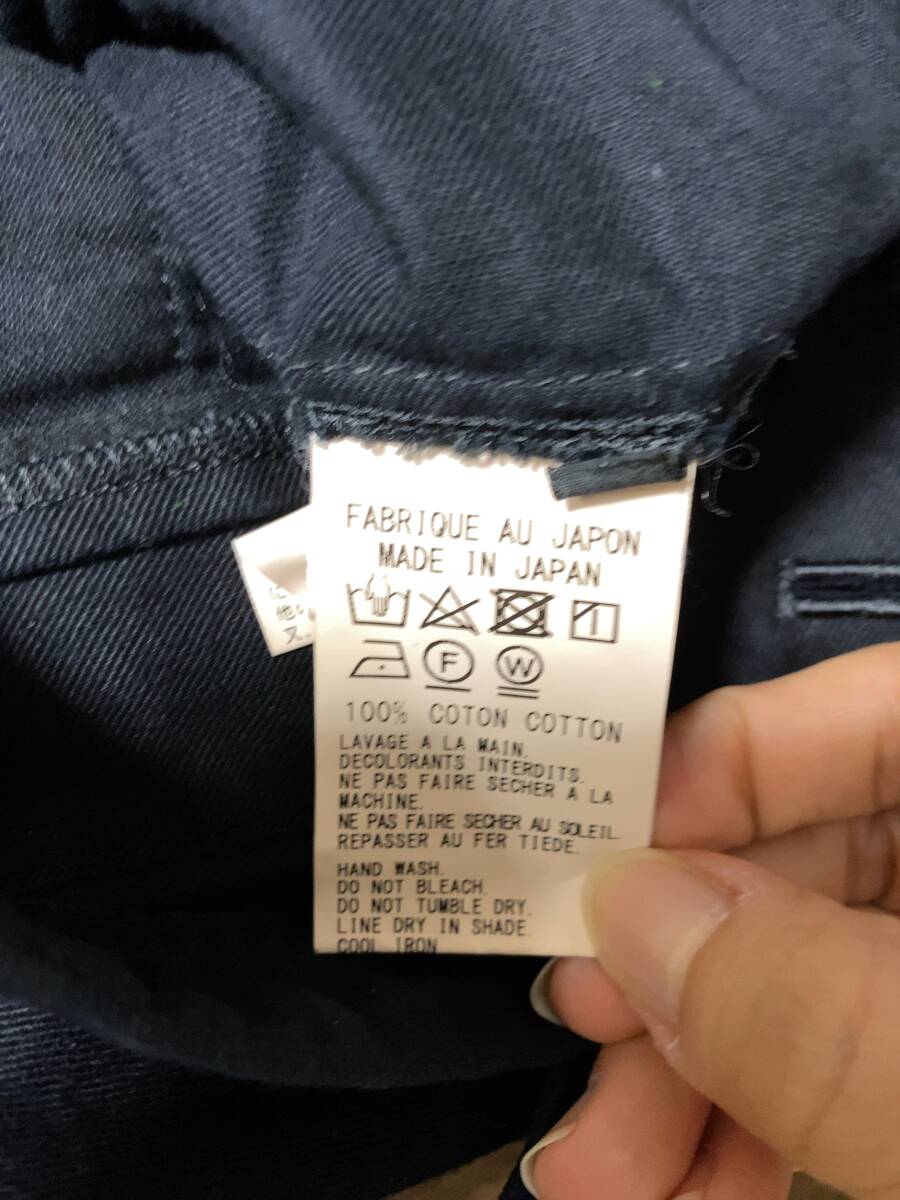 FABRIQUE AU JAPON
MADE IN JAPAN
F W
100% COTON COTTON
LAVAGE A LA MAIN.
DECOLORANTS INTERDITS.
NE PAS FAIRE SECHER A LA
MACHINE.
NE PAS FAIRE SECHER AU SOLEIL.
REPASSER AU FER TIEDE.
HAND WASH.
DO NOT BLEACH.
DO NOT TUMBLE DRY.
LINE DRY IN SHADE.
COOL IRON
他
又